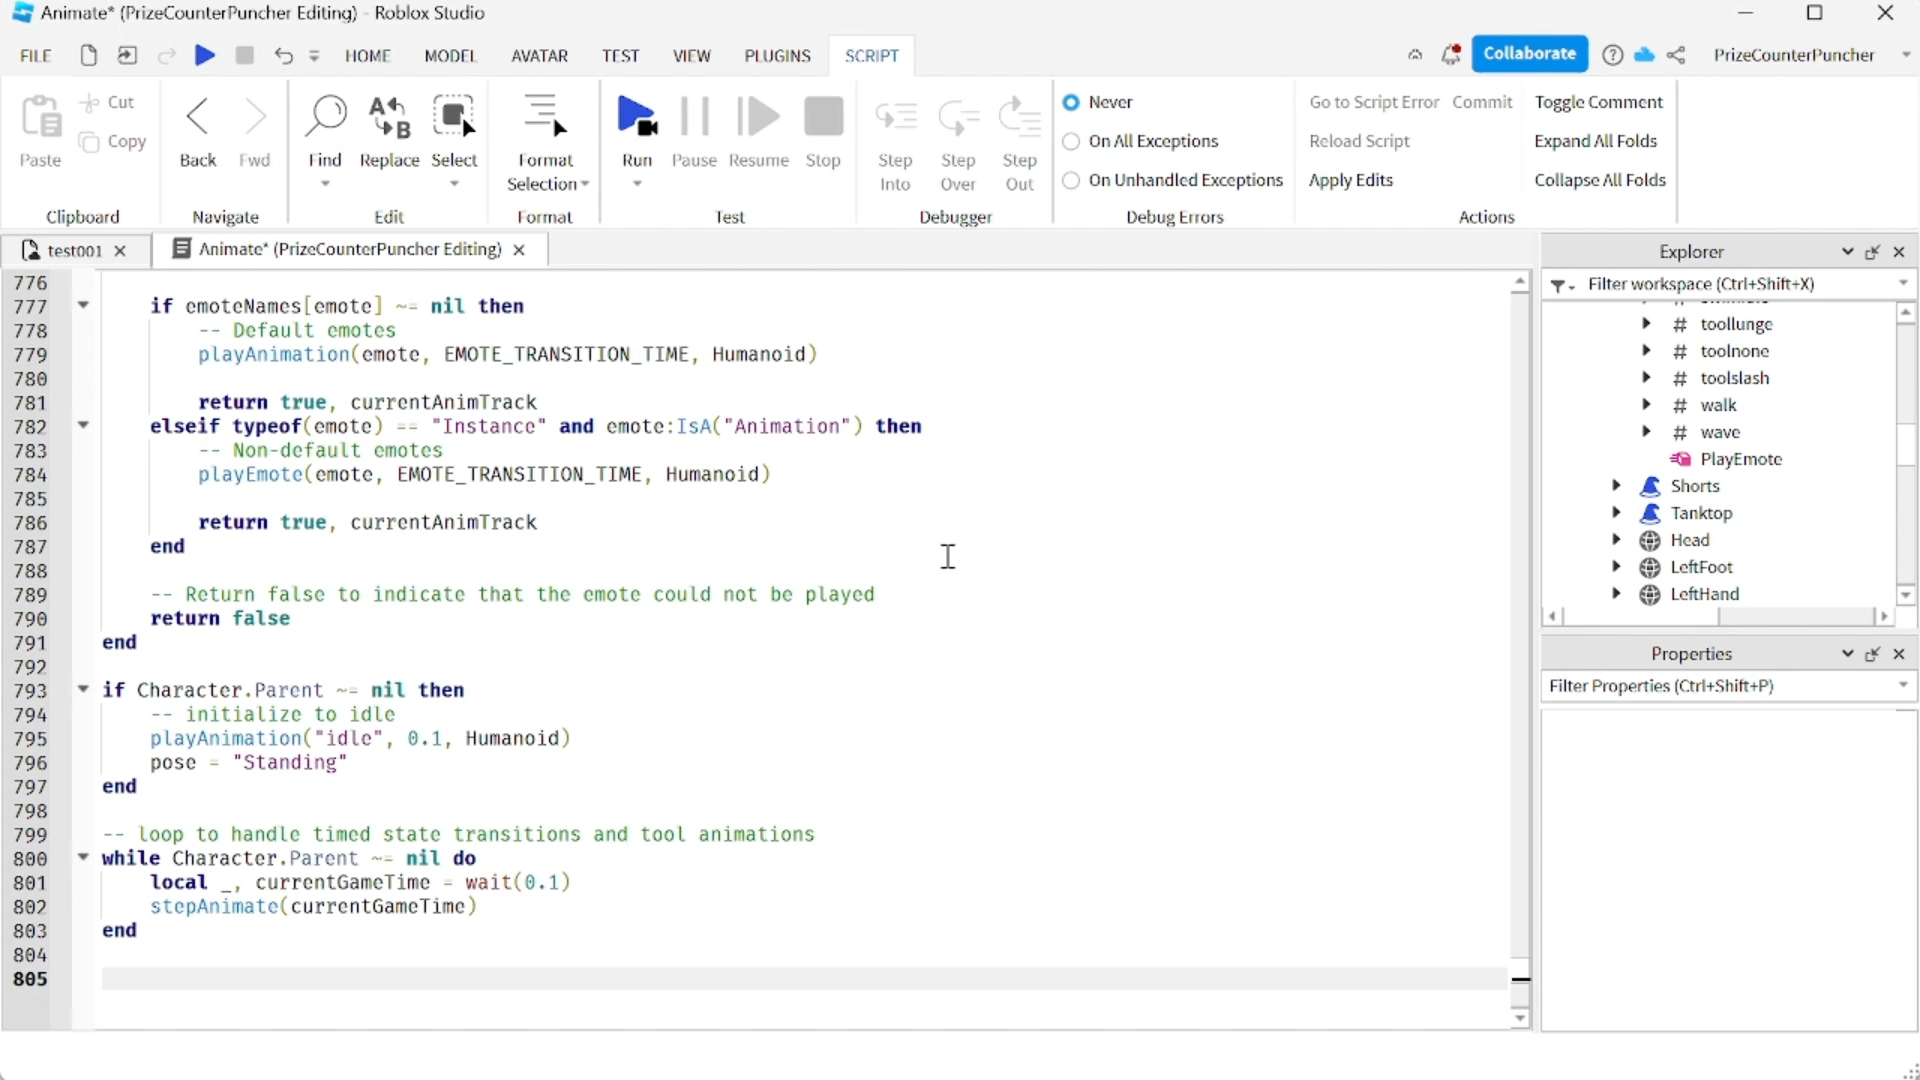 Animate* (PrizeCounterPuncher Editing) - Roblox Studio
FILE HOME MODEL AVATAR TEST VIEW PLUGINS SCRIPT Collaborate PrizeCounterPuncher
Paste Cut Copy
Back Fwd
Find Replace Select
Format Selection
Run Pause Resume Stop
Step Into Step Over Step Out
Never
On All Exceptions
On Unhandled Exceptions
Go to Script Error Commit Toggle Comment
Reload Script Expand All Folds
Apply Edits Collapse All Folds
Clipboard Navigate Edit Format Test Debugger Debug Errors Actions
test001 Animate* (PrizeCounterPuncher Editing)
776
777 if emoteNames[emote] ~= nil then
778 -- Default emotes
779 playAnimation(emote, EMOTE_TRANSITION_TIME, Humanoid)
780
781 return true, currentAnimTrack
782 elseif typeof(emote) == "Instance" and emote:IsA("Animation") then
783 -- Non-default emotes
784 playEmote(emote, EMOTE_TRANSITION_TIME, Humanoid)
785
786 return true, currentAnimTrack
787 end
788
789 -- Return false to indicate that the emote could not be played
790 return false
791 end
792
793 if Character.Parent ~= nil then
794 -- initialize to idle
795 playAnimation("idle", 0.1, Humanoid)
796 pose = "Standing"
797 end
798
799 -- loop to handle timed state transitions and tool animations
800 while Character.Parent ~= nil do
801 local _, currentGameTime = wait(0.1)
802 stepAnimate(currentGameTime)
803 end
804
805
Explorer
Filter workspace (Ctrl+Shift+X)
# toollunge
# toolnone
# toolslash
# walk
# wave
PlayEmote
Shorts
Tanktop
Head
LeftFoot
LeftHand
Properties
Filter Properties (Ctrl+Shift+P)